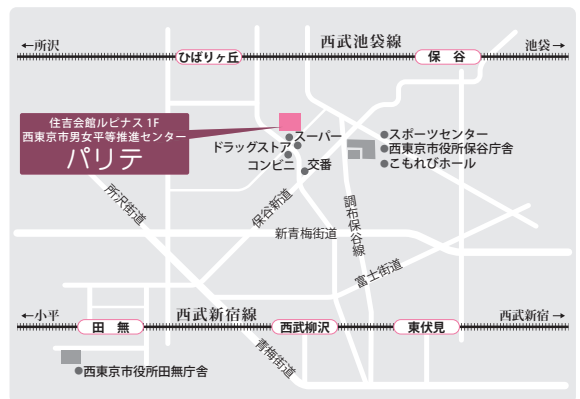 ←所沢
西武池袋線
池袋→
ひばりヶ丘
保 谷
住吉会館ルピナス 1F
西東京市男女平等推進センター
パリテ
スーパー
ドラッグストア
コンビニ
交番
スポーツセンター
西東京市役所保谷庁舎
こもれびホール
所沢街道
保谷新道
調布保谷線
新青梅街道
富士街道
←小平
西武新宿線
西武新宿→
田 無
西武柳沢
東伏見
青梅街道
西東京市役所田無庁舎